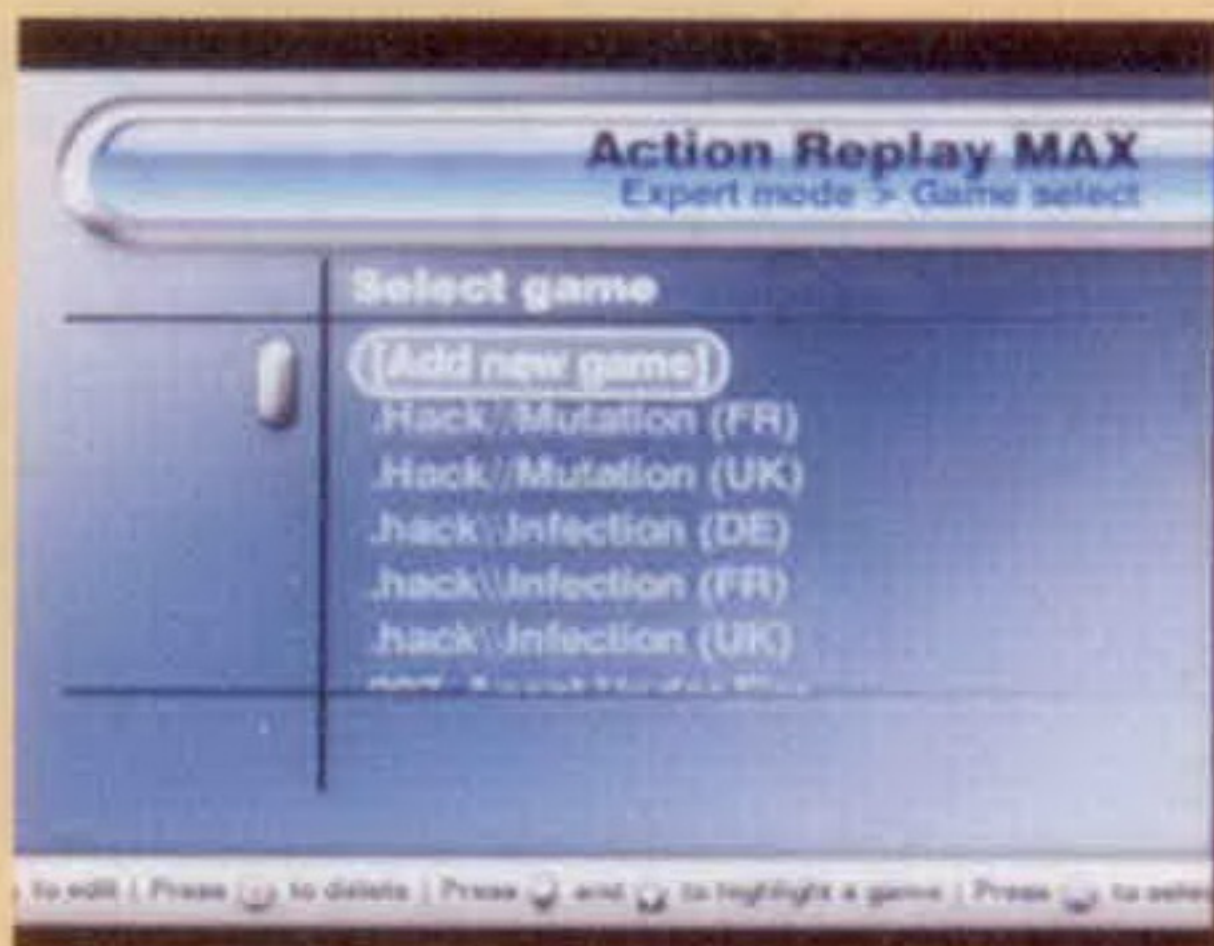 Action Replay MAX
Expert mode > Game select
Select game
[Add new game]
.Hack//Mutation (FR)
.Hack//Mutation (UK)
.hack\\Infection (DE)
.hack\\Infection (FR)
.hack\\Infection (UK)
to edit | Press to delete | Press and to highlight a game | Press to